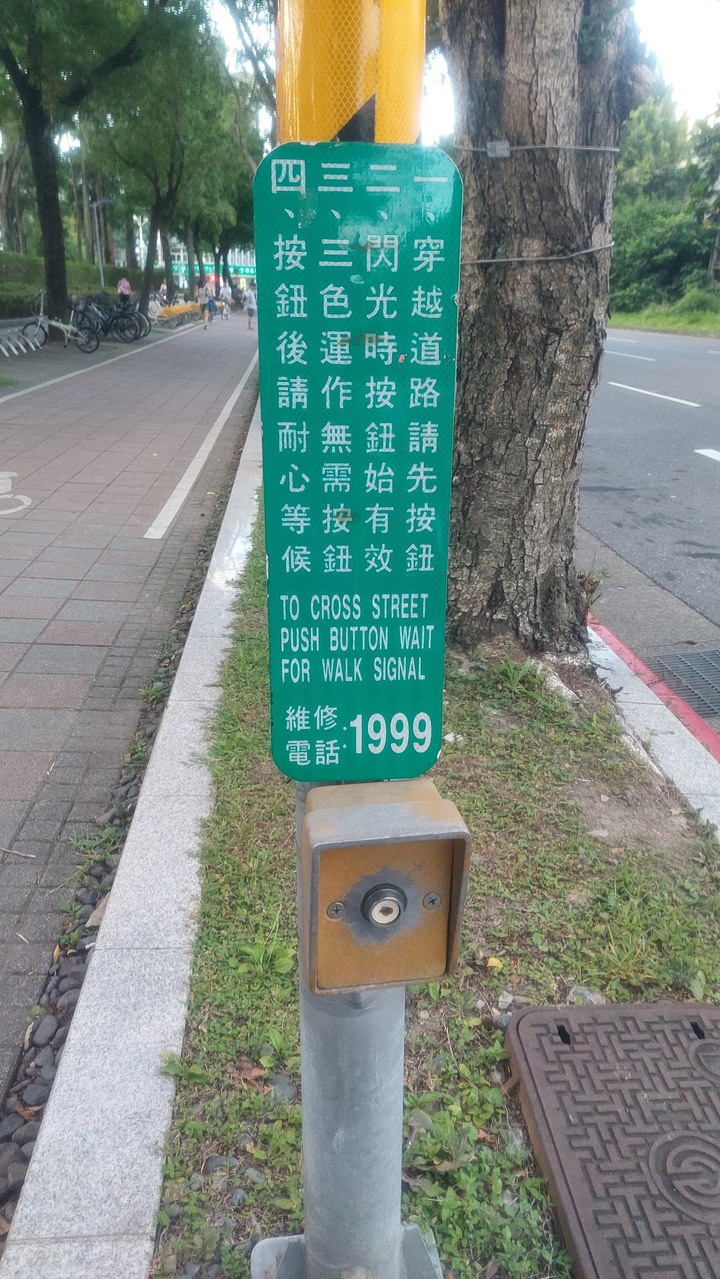 一、穿越道路請先按鈕
二、閃光時按鈕始有效
三、三色運作無需按鈕
四、按鈕後請耐心等候
TO CROSS STREET
PUSH BUTTON WAIT
FOR WALK SIGNAL
維修電話:1999